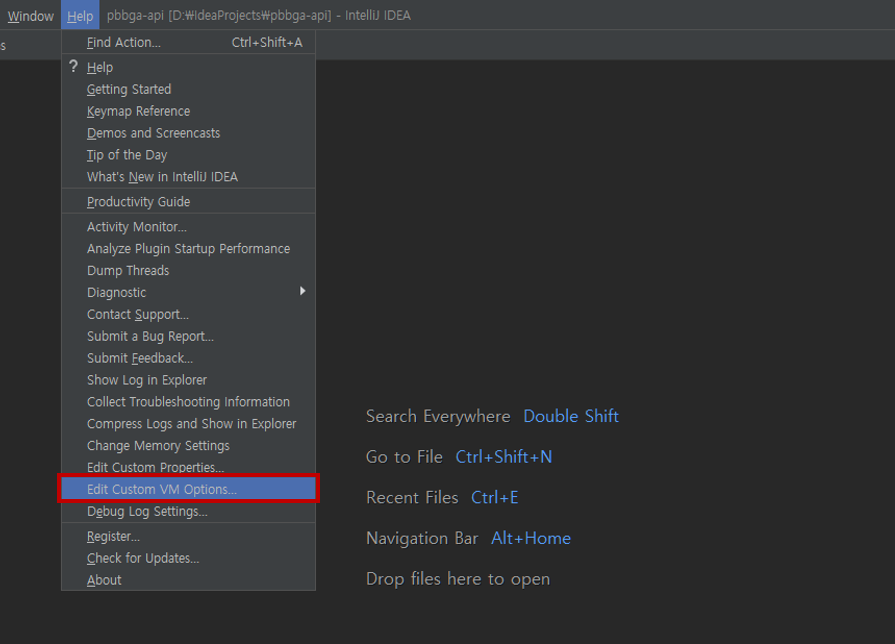 Window Help pbbga-api [D:₩IdeaProjects₩pbbga-api] - IntelliJ IDEA
s
Find Action... Ctrl+Shift+A
? Help
Getting Started
Keymap Reference
Demos and Screencasts
Tip of the Day
What's New in IntelliJ IDEA
Productivity Guide
Activity Monitor...
Analyze Plugin Startup Performance
Dump Threads
Diagnostic
Contact Support...
Submit a Bug Report...
Submit Feedback...
Show Log in Explorer
Collect Troubleshooting Information
Compress Logs and Show in Explorer
Change Memory Settings
Edit Custom Properties...
Edit Custom VM Options...
Debug Log Settings...
Register...
Check for Updates...
About
Search Everywhere Double Shift
Go to File Ctrl+Shift+N
Recent Files Ctrl+E
Navigation Bar Alt+Home
Drop files here to open